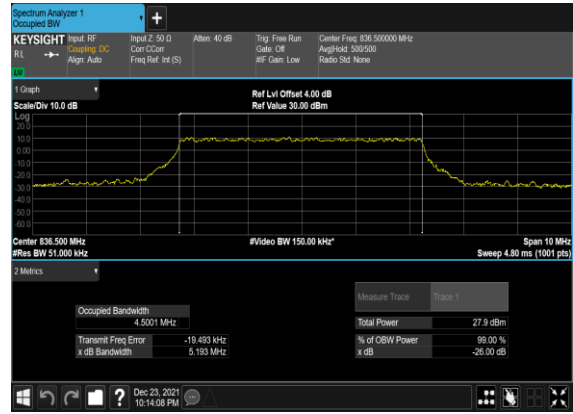 Spectrum Analyzer 1
Occupied BW
+
KEYSIGHT Input: RF Input Z: 50 Ω Atten: 40 dB Trig: Free Run Center Freq: 836.500000 MHz
RL Coupling: DC Corr CCorr Gate: Off Avg|Hold: 500/500
Align: Auto Freq Ref: Int (S) #IF Gain: Low Radio Std: None
1 Graph
Ref Lvl Offset 4.00 dB
Scale/Div 10.0 dB Ref Value 30.00 dBm
Log
20.0
10.0
0.00
-10.0
-20.0
-30.0
-40.0
-50.0
-60.0
Center 836.500 MHz #Video BW 150.00 kHz* Span 10 MHz
#Res BW 51.000 kHz Sweep 4.80 ms (1001 pts)
2 Metrics
Measure Trace Trace 1
Occupied Bandwidth
4.5001 MHz Total Power 27.9 dBm
Transmit Freq Error -19.493 kHz % of OBW Power 99.00 %
x dB Bandwidth 5.193 MHz x dB -26.00 dB
? Dec 23, 2021
10:14:08 PM